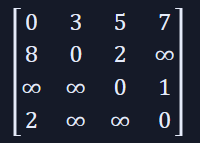 0 3 5 7
8 0 2 ∞
∞ ∞ 0 1
2 ∞ ∞ 0